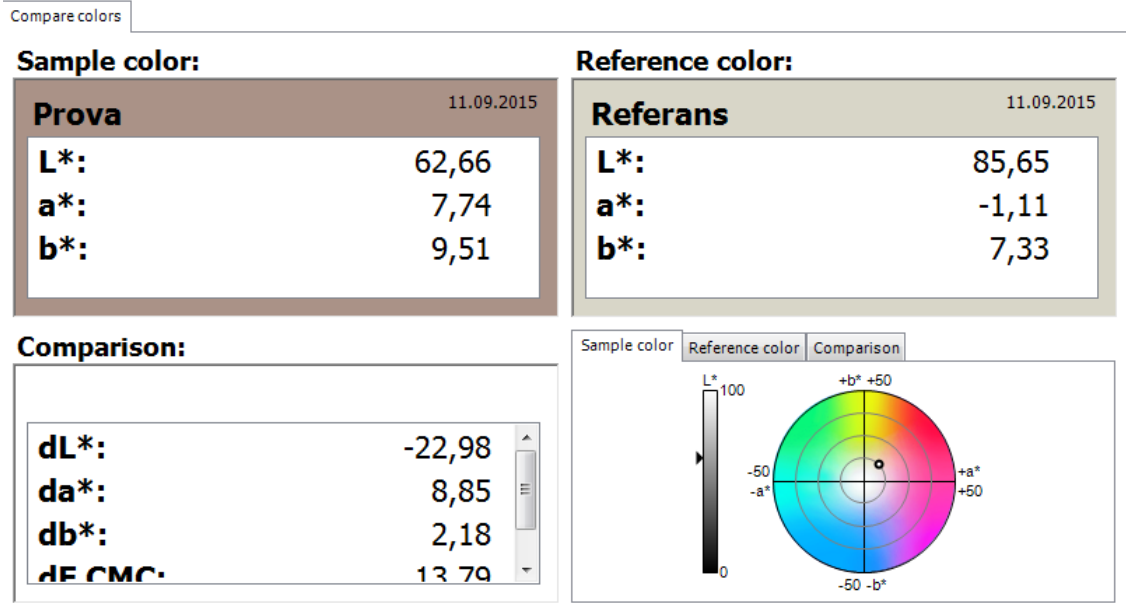 Compare colors
Sample color:
Prova 11.09.2015
L*: 62,66
a*: 7,74
b*: 9,51
Reference color:
Referans 11.09.2015
L*: 85,65
a*: -1,11
b*: 7,33
Comparison:
dL*: -22,98
da*: 8,85
db*: 2,18
dE CMC: 13,79
Sample color Reference color Comparison
L*
100
0
+b* +50
-50
-a*
+a*
+50
-50 -b*